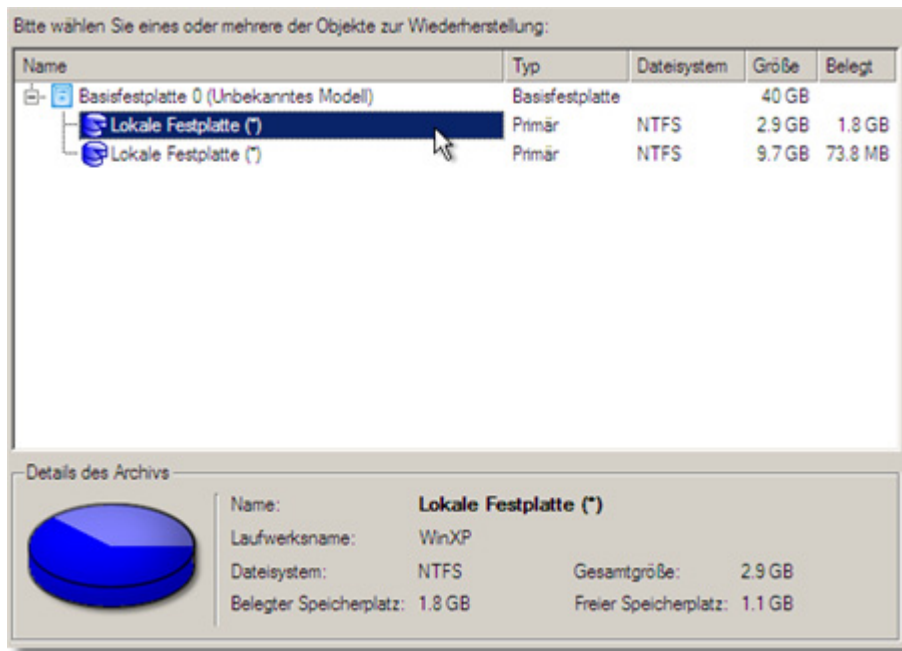 Bitte wählen Sie eines oder mehrere der Objekte zur Wiederherstellung:
Name Typ Dateisystem Größe Belegt
Basisfestplatte 0 (Unbekanntes Modell) Basisfestplatte 40 GB
Lokale Festplatte (*) Primär NTFS 2.9 GB 1.8 GB
Lokale Festplatte (*) Primär NTFS 9.7 GB 73.8 MB
Details des Archivs
Name: Lokale Festplatte (*)
Laufwerksname: WinXP
Dateisystem: NTFS Gesamtgröße: 2.9 GB
Belegter Speicherplatz: 1.8 GB Freier Speicherplatz: 1.1 GB